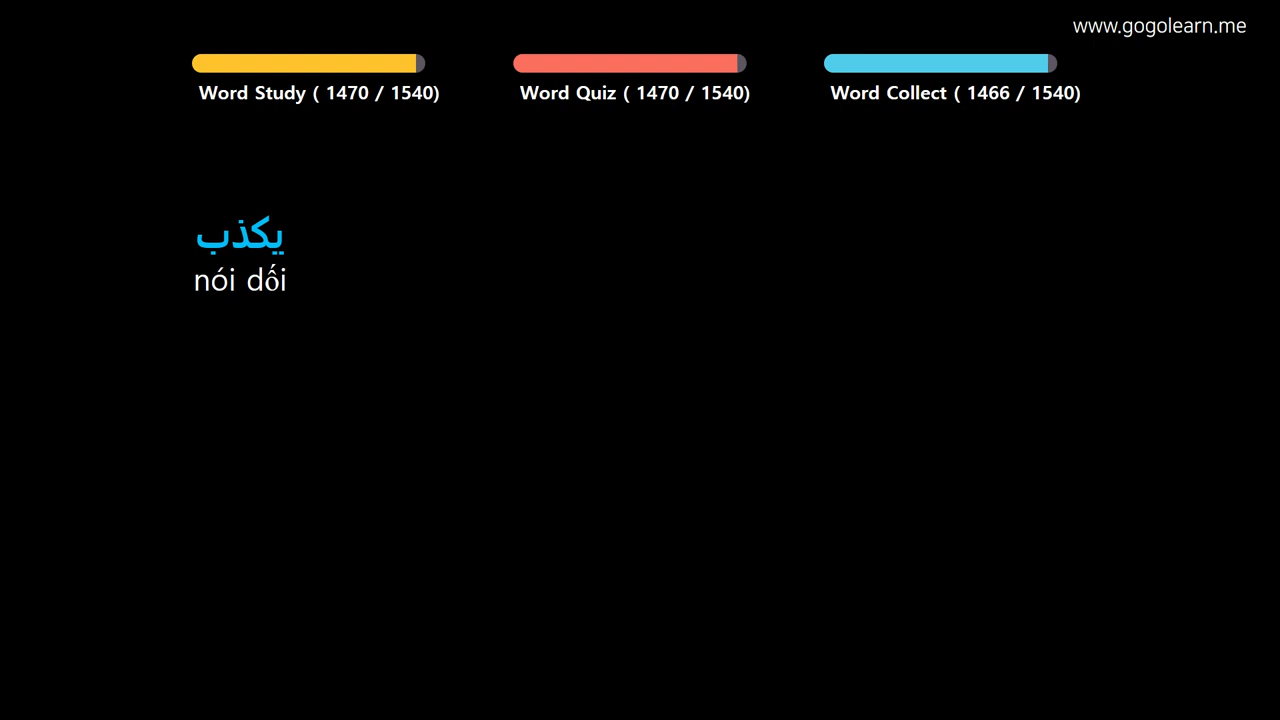 www.gogolearn.me
Word Study ( 1470 / 1540)
Word Quiz ( 1470 / 1540)
Word Collect ( 1466 / 1540)
يكذب
nói dối